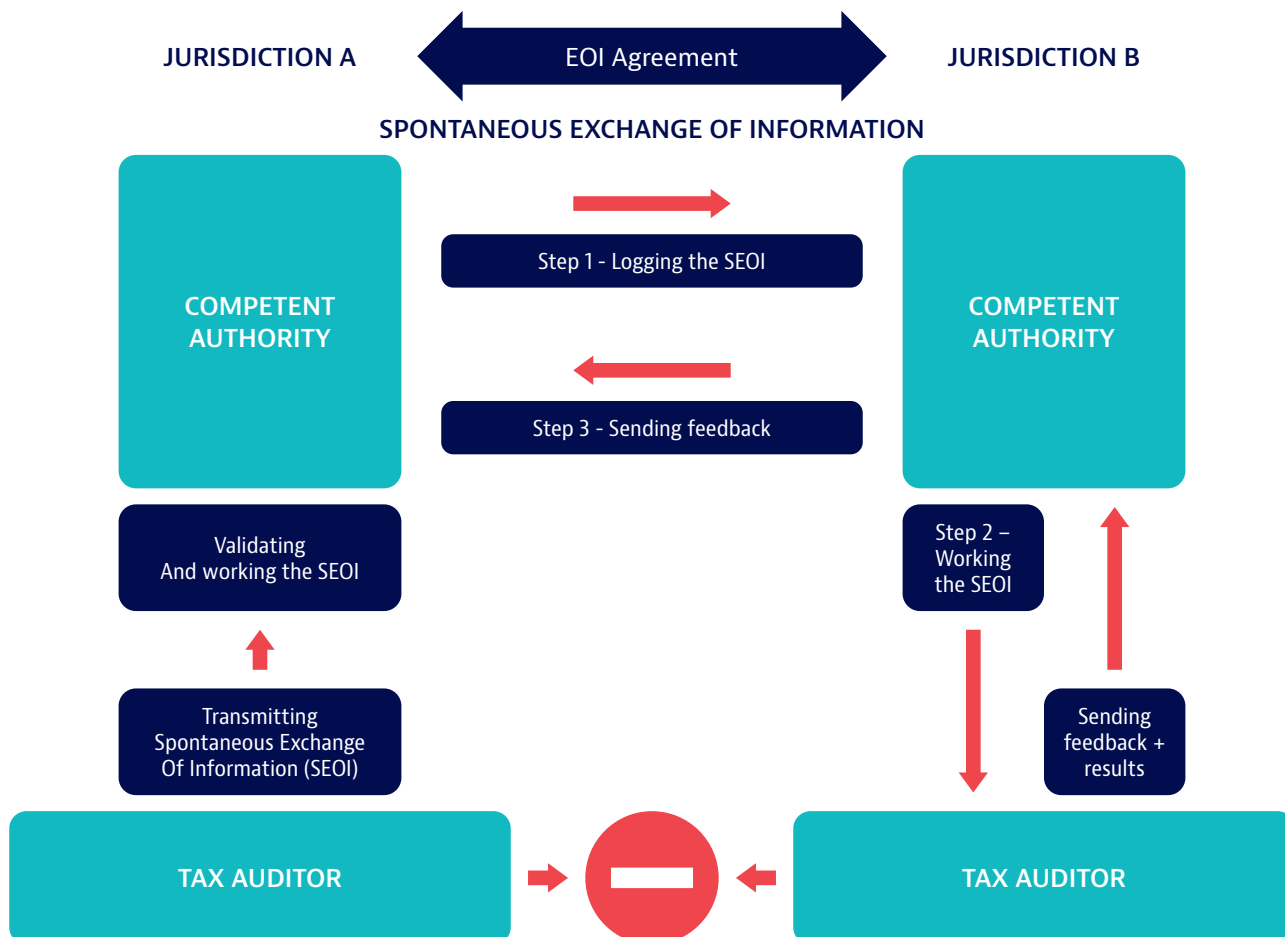 JURISDICTION A
EOI Agreement
JURISDICTION B
SPONTANEOUS EXCHANGE OF INFORMATION
COMPETENT
AUTHORITY
Step 1 - Logging the SEOI
Step 3 - Sending feedback
COMPETENT
AUTHORITY
Validating
And working the SEOI
Step 2 –
Working
the SEOI
Transmitting
Spontaneous Exchange
Of Information (SEOI)
Sending
feedback +
results
TAX AUDITOR
TAX AUDITOR